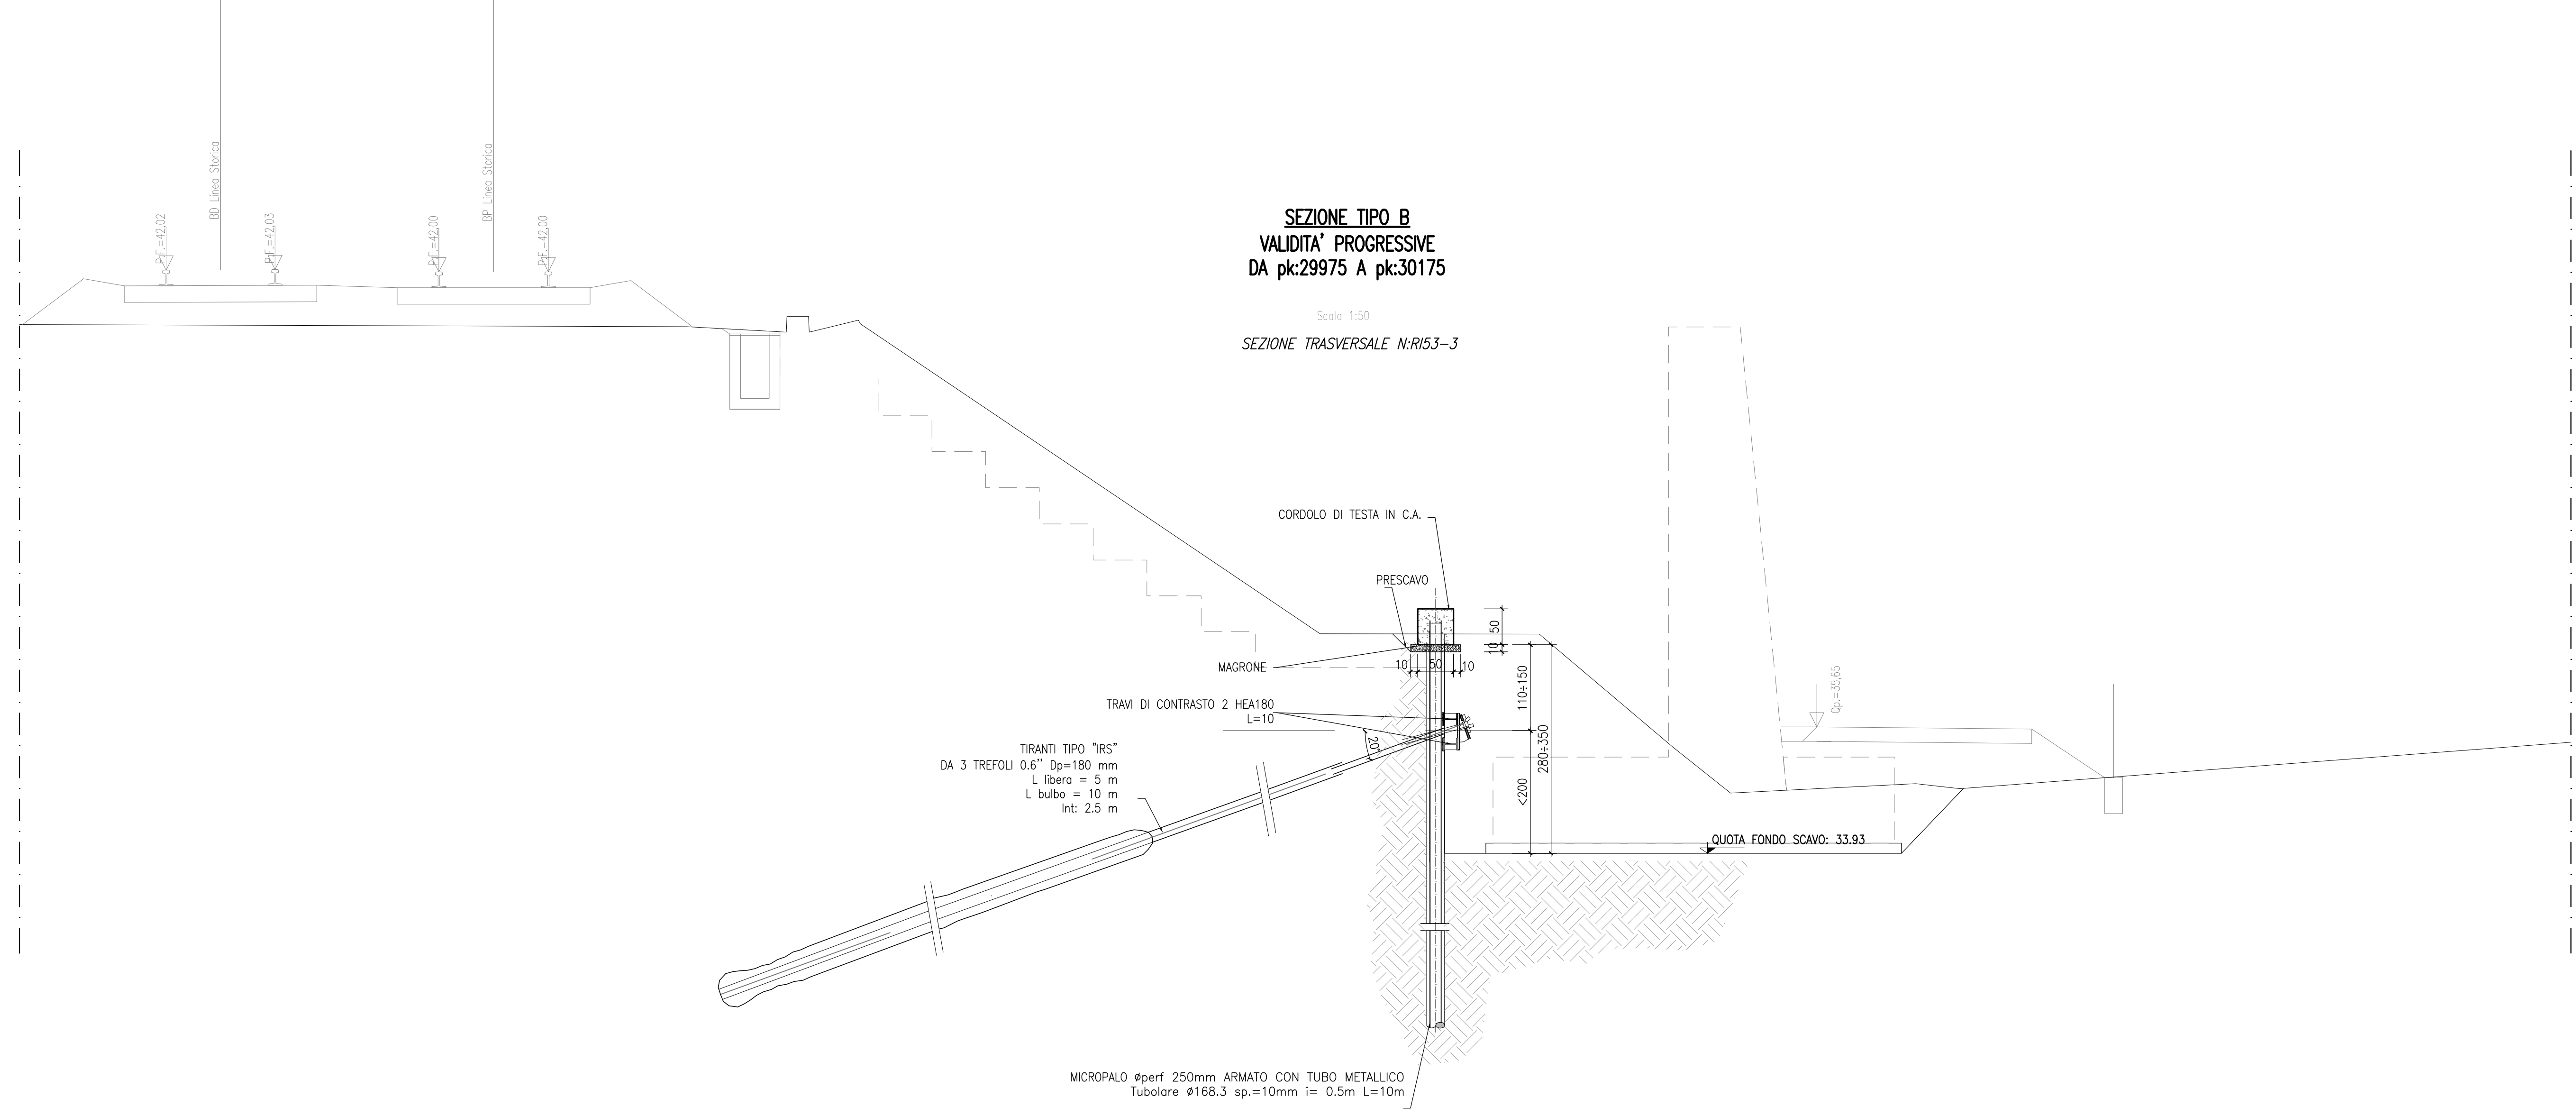 BD Linea Storica
BP Linea Storica
P.F.=42,02
P.F.=42,03
P.F.=42,00
P.F.=42,00
SEZIONE TIPO B
VALIDITA' PROGRESSIVE
DA pk:29975 A pk:30175
Scala 1:50
SEZIONE TRASVERSALE N:RI53-3
CORDOLO DI TESTA IN C.A.
PRESCAVO
50
10
MAGRONE
10
50
10
110÷150
280÷350
<200
Qp.=35,65
TRAVI DI CONTRASTO 2 HEA180
L=10
20°
TIRANTI TIPO "IRS"
DA 3 TREFOLI 0.6'' Dp=180 mm
L libera = 5 m
L bulbo = 10 m
Int: 2.5 m
QUOTA FONDO SCAVO: 33.93
MICROPALO øperf 250mm ARMATO CON TUBO METALLICO
Tubolare ø168.3 sp.=10mm i= 0.5m L=10m